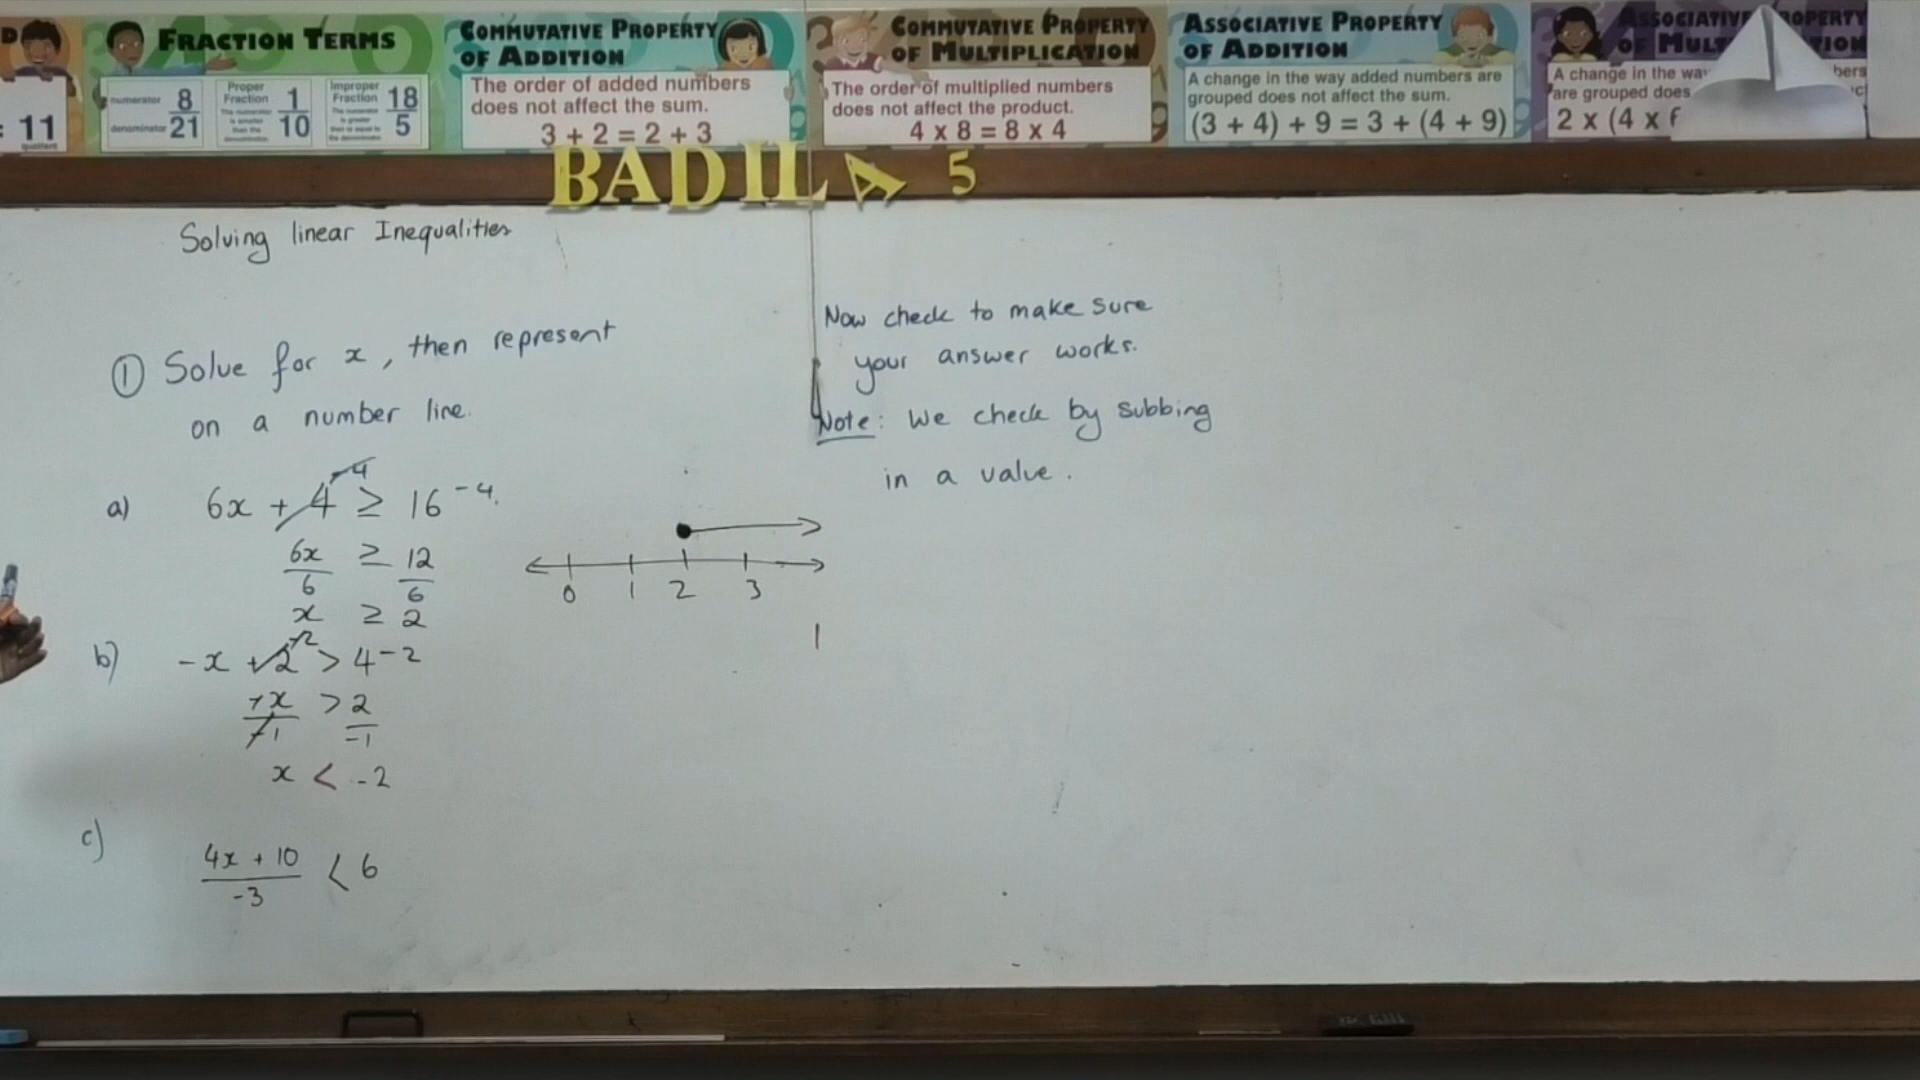 FRACTION TERMS
numerator 8
denominator 21
Proper Fraction 1
10
Improper Fraction 18
5
= 11
quotient
COMMUTATIVE PROPERTY
OF ADDITION
The order of added numbers
does not affect the sum.
3 + 2 = 2 + 3
COMMUTATIVE PROPERTY
OF MULTIPLICATION
The order of multiplied numbers
does not affect the product.
4 x 8 = 8 x 4
ASSOCIATIVE PROPERTY
OF ADDITION
A change in the way added numbers are
grouped does not affect the sum.
(3 + 4) + 9 = 3 + (4 + 9)
A change in the
are grouped does
2 x (4 x
BADILA 5
Solving linear Inequalities
① Solve for x, then represent
on a number line.
a) 6x + 4 -4 ≥ 16 -4.
6x/6 ≥ 12/6
x ≥ 2
0 1 2 3
b) -x + 2 -2 > 4 -2
-x/-1 > 2/-1
x < -2
c) (4x + 10)/-3 < 6
Now check to make sure
your answer works.
Note: We check by subbing
in a value.